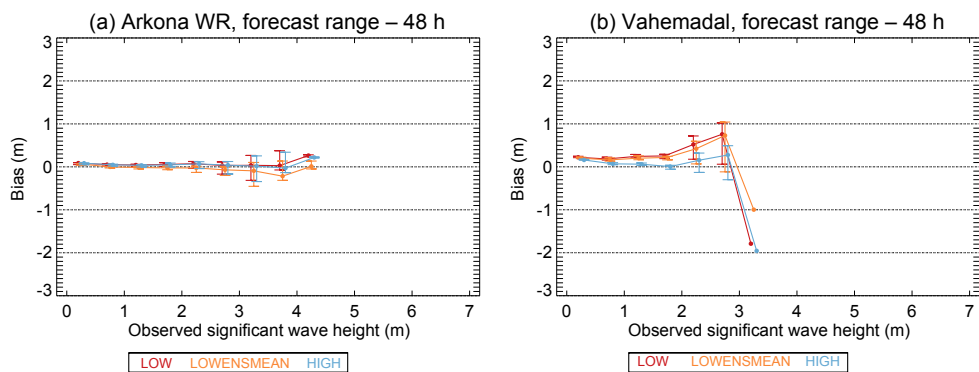 (a) Arkona WR, forecast range – 48 h
3
2
1
0
-1
-2
-3
Bias (m)
0 1 2 3 4 5 6 7
Observed significant wave height (m)
LOW LOWENSMEAN HIGH
(b) Vahemadal, forecast range – 48 h
3
2
1
0
-1
-2
-3
Bias (m)
0 1 2 3 4 5 6 7
Observed significant wave height (m)
LOW LOWENSMEAN HIGH